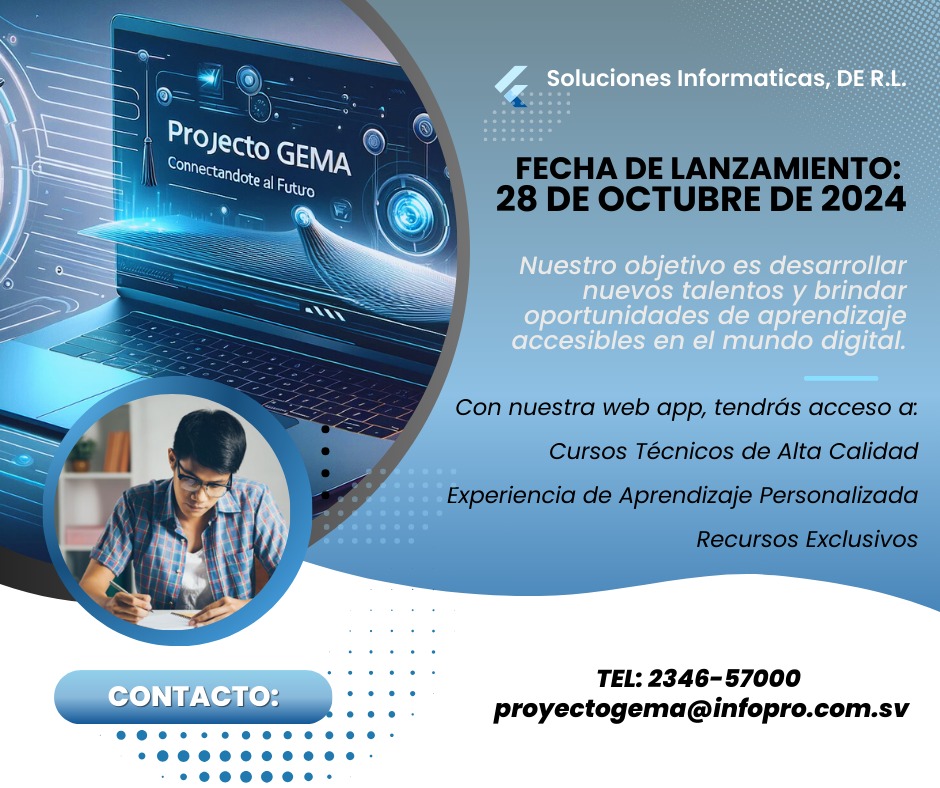 Projecto GEMA
Connectandote al Futuro
Soluciones Informaticas, DE R.L.
FECHA DE LANZAMIENTO:
28 DE OCTUBRE DE 2024
Nuestro objetivo es desarrollar
nuevos talentos y brindar
oportunidades de aprendizaje
accesibles en el mundo digital.
Con nuestra web app, tendrás acceso a:
Cursos Técnicos de Alta Calidad
Experiencia de Aprendizaje Personalizada
Recursos Exclusivos
CONTACTO:
TEL: 2346-57000
proyectogema@infopro.com.sv